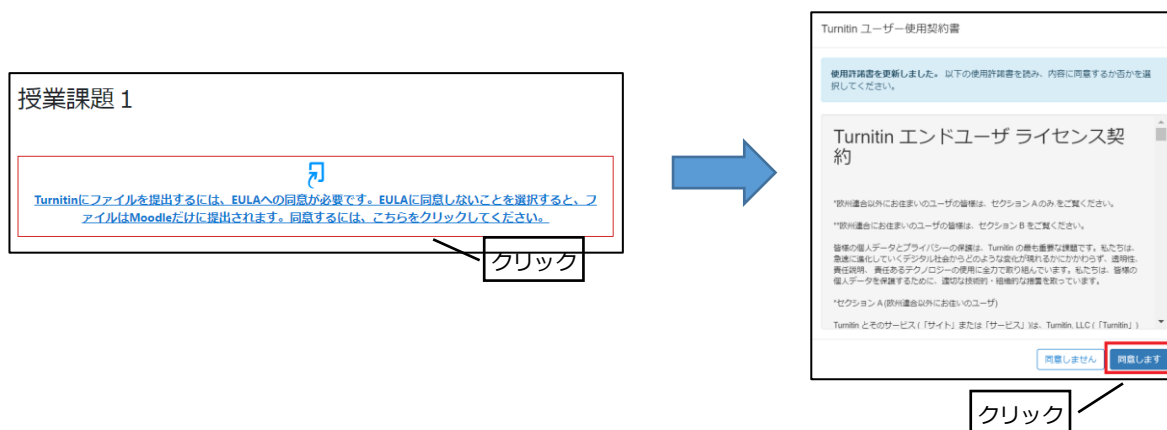 授業課題1
Turnitinにファイルを提出するには、EULAへの同意が必要です。EULAに同意しないことを選択すると、フ
ァイルはMoodleだけに提出されます。同意するには、こちらをクリックしてください。
クリック
Turnitin ユーザー使用契約書
使用許諾書を更新しました。以下の使用許諾書を読み、内容に同意するか否かを選
択してください。
Turnitin エンドユーザ ライセンス契
約
*欧州連合以外にお住まいのユーザの皆様は、セクション A のみ をご覧ください。
**欧州連合にお住まいのユーザの皆様は、セクション B をご覧ください。
皆様の個人データとプライバシーの保護は、Turnitin の最も重要な課題です。私たちは、
急速に進化していくデジタル社会からどのような変化が現れるかにかかわらず、透明性、
責任説明、 責任あるテクノロジーの使用に全力で取り組んでいます。私たちは、皆様の
個人データを保護するために、適切な技術的・組織的な措置を取っています。
*セクション A (欧州連合以外にお住いのユーザ)
Turnitin とそのサービス (「サイト」または「サービス」)は、Turnitin, LLC (「Turnitin」)
同意しません
同意します
クリック